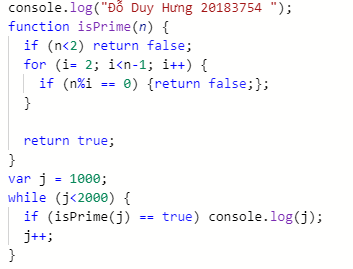 console.log("Đỗ Duy Hưng 20183754 ");
function isPrime(n) {
  if (n<2) return false;
  for (i= 2; i<n-1; i++) {
    if (n%i == 0) {return false;};
  }

  return true;
}
var j = 1000;
while (j<2000) {
  if (isPrime(j) == true) console.log(j);
  j++;
}